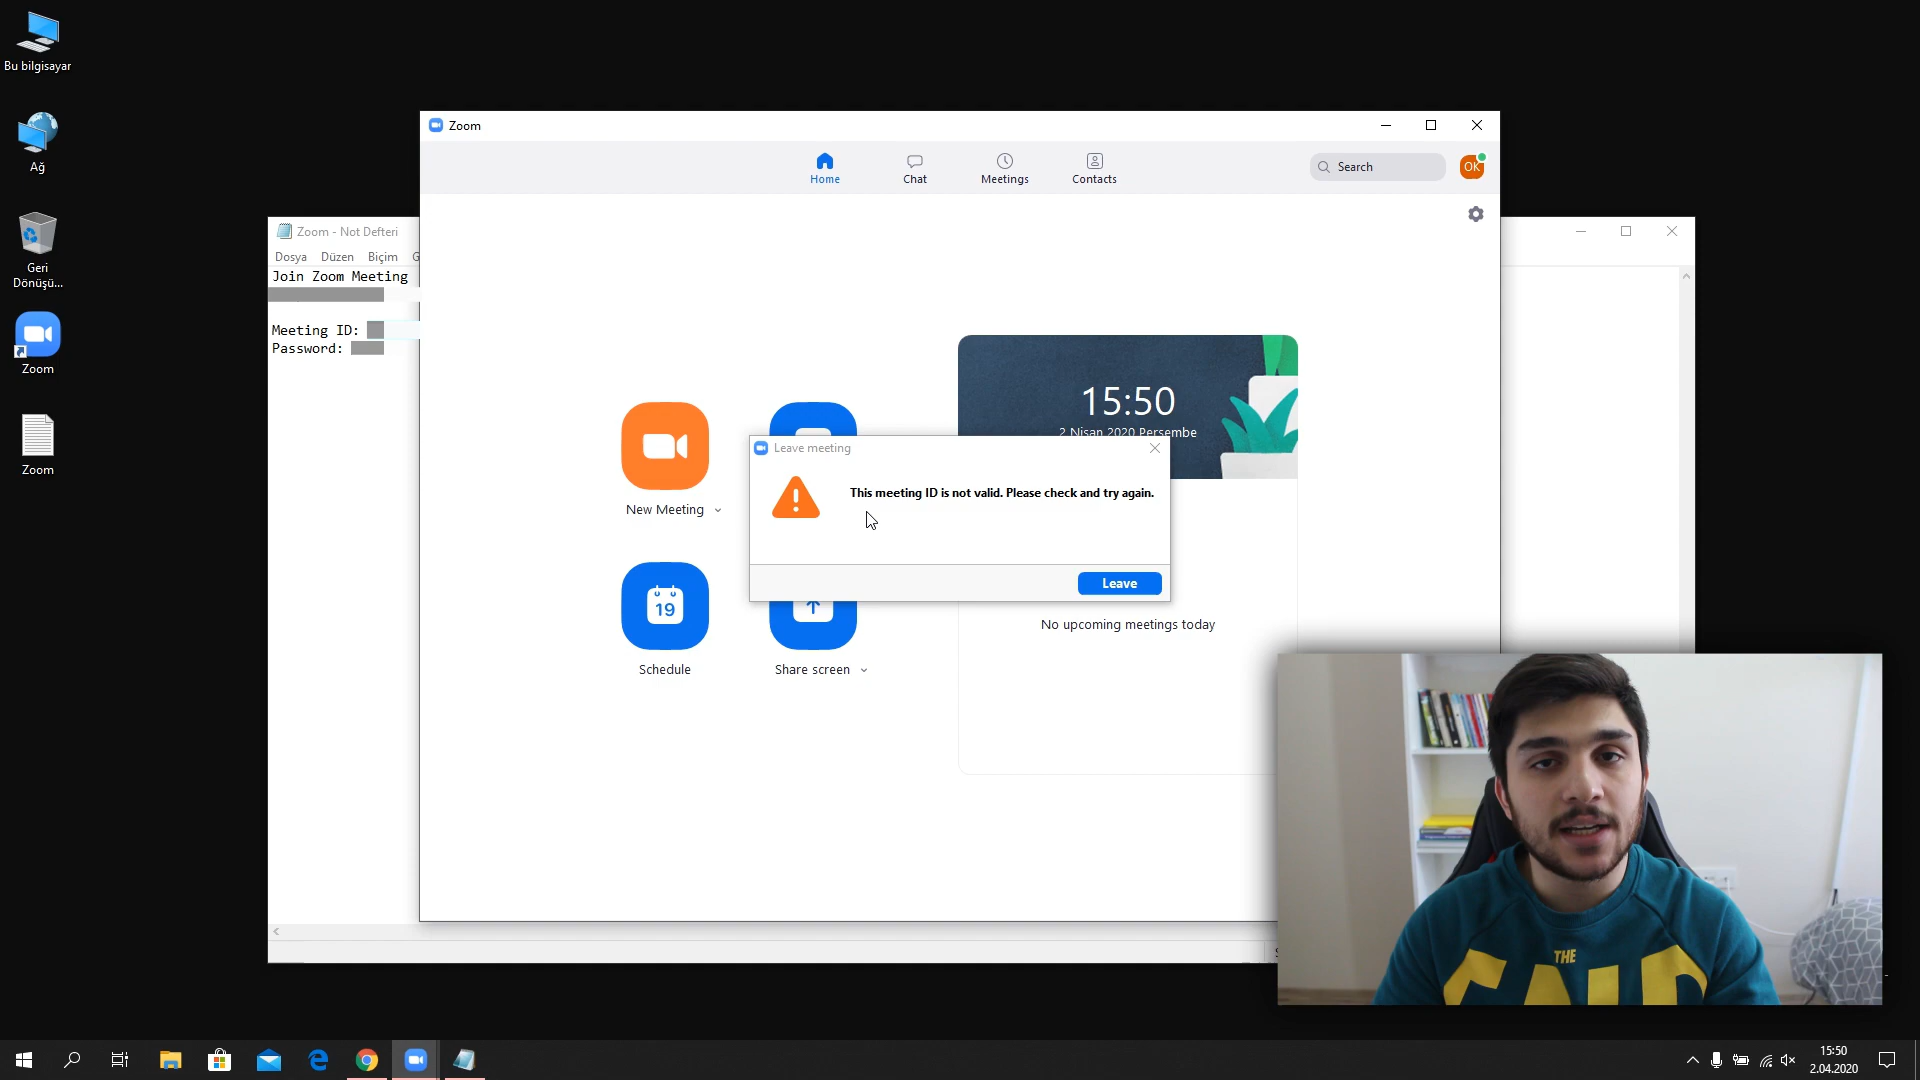 Bu bilgisayar
Ağ
Geri
Dönüşü...
Zoom
Zoom
Zoom - Not Defteri
Dosya Düzen Biçim G
Join Zoom Meeting
Meeting ID:
Password:
Zoom
Home
Chat
Meetings
Contacts
Search
OK
15:50
2 Nisan 2020 Perşembe
New Meeting
19
Schedule
Share screen
No upcoming meetings today
Leave meeting
This meeting ID is not valid. Please check and try again.
Leave
THE
15:50
2.04.2020